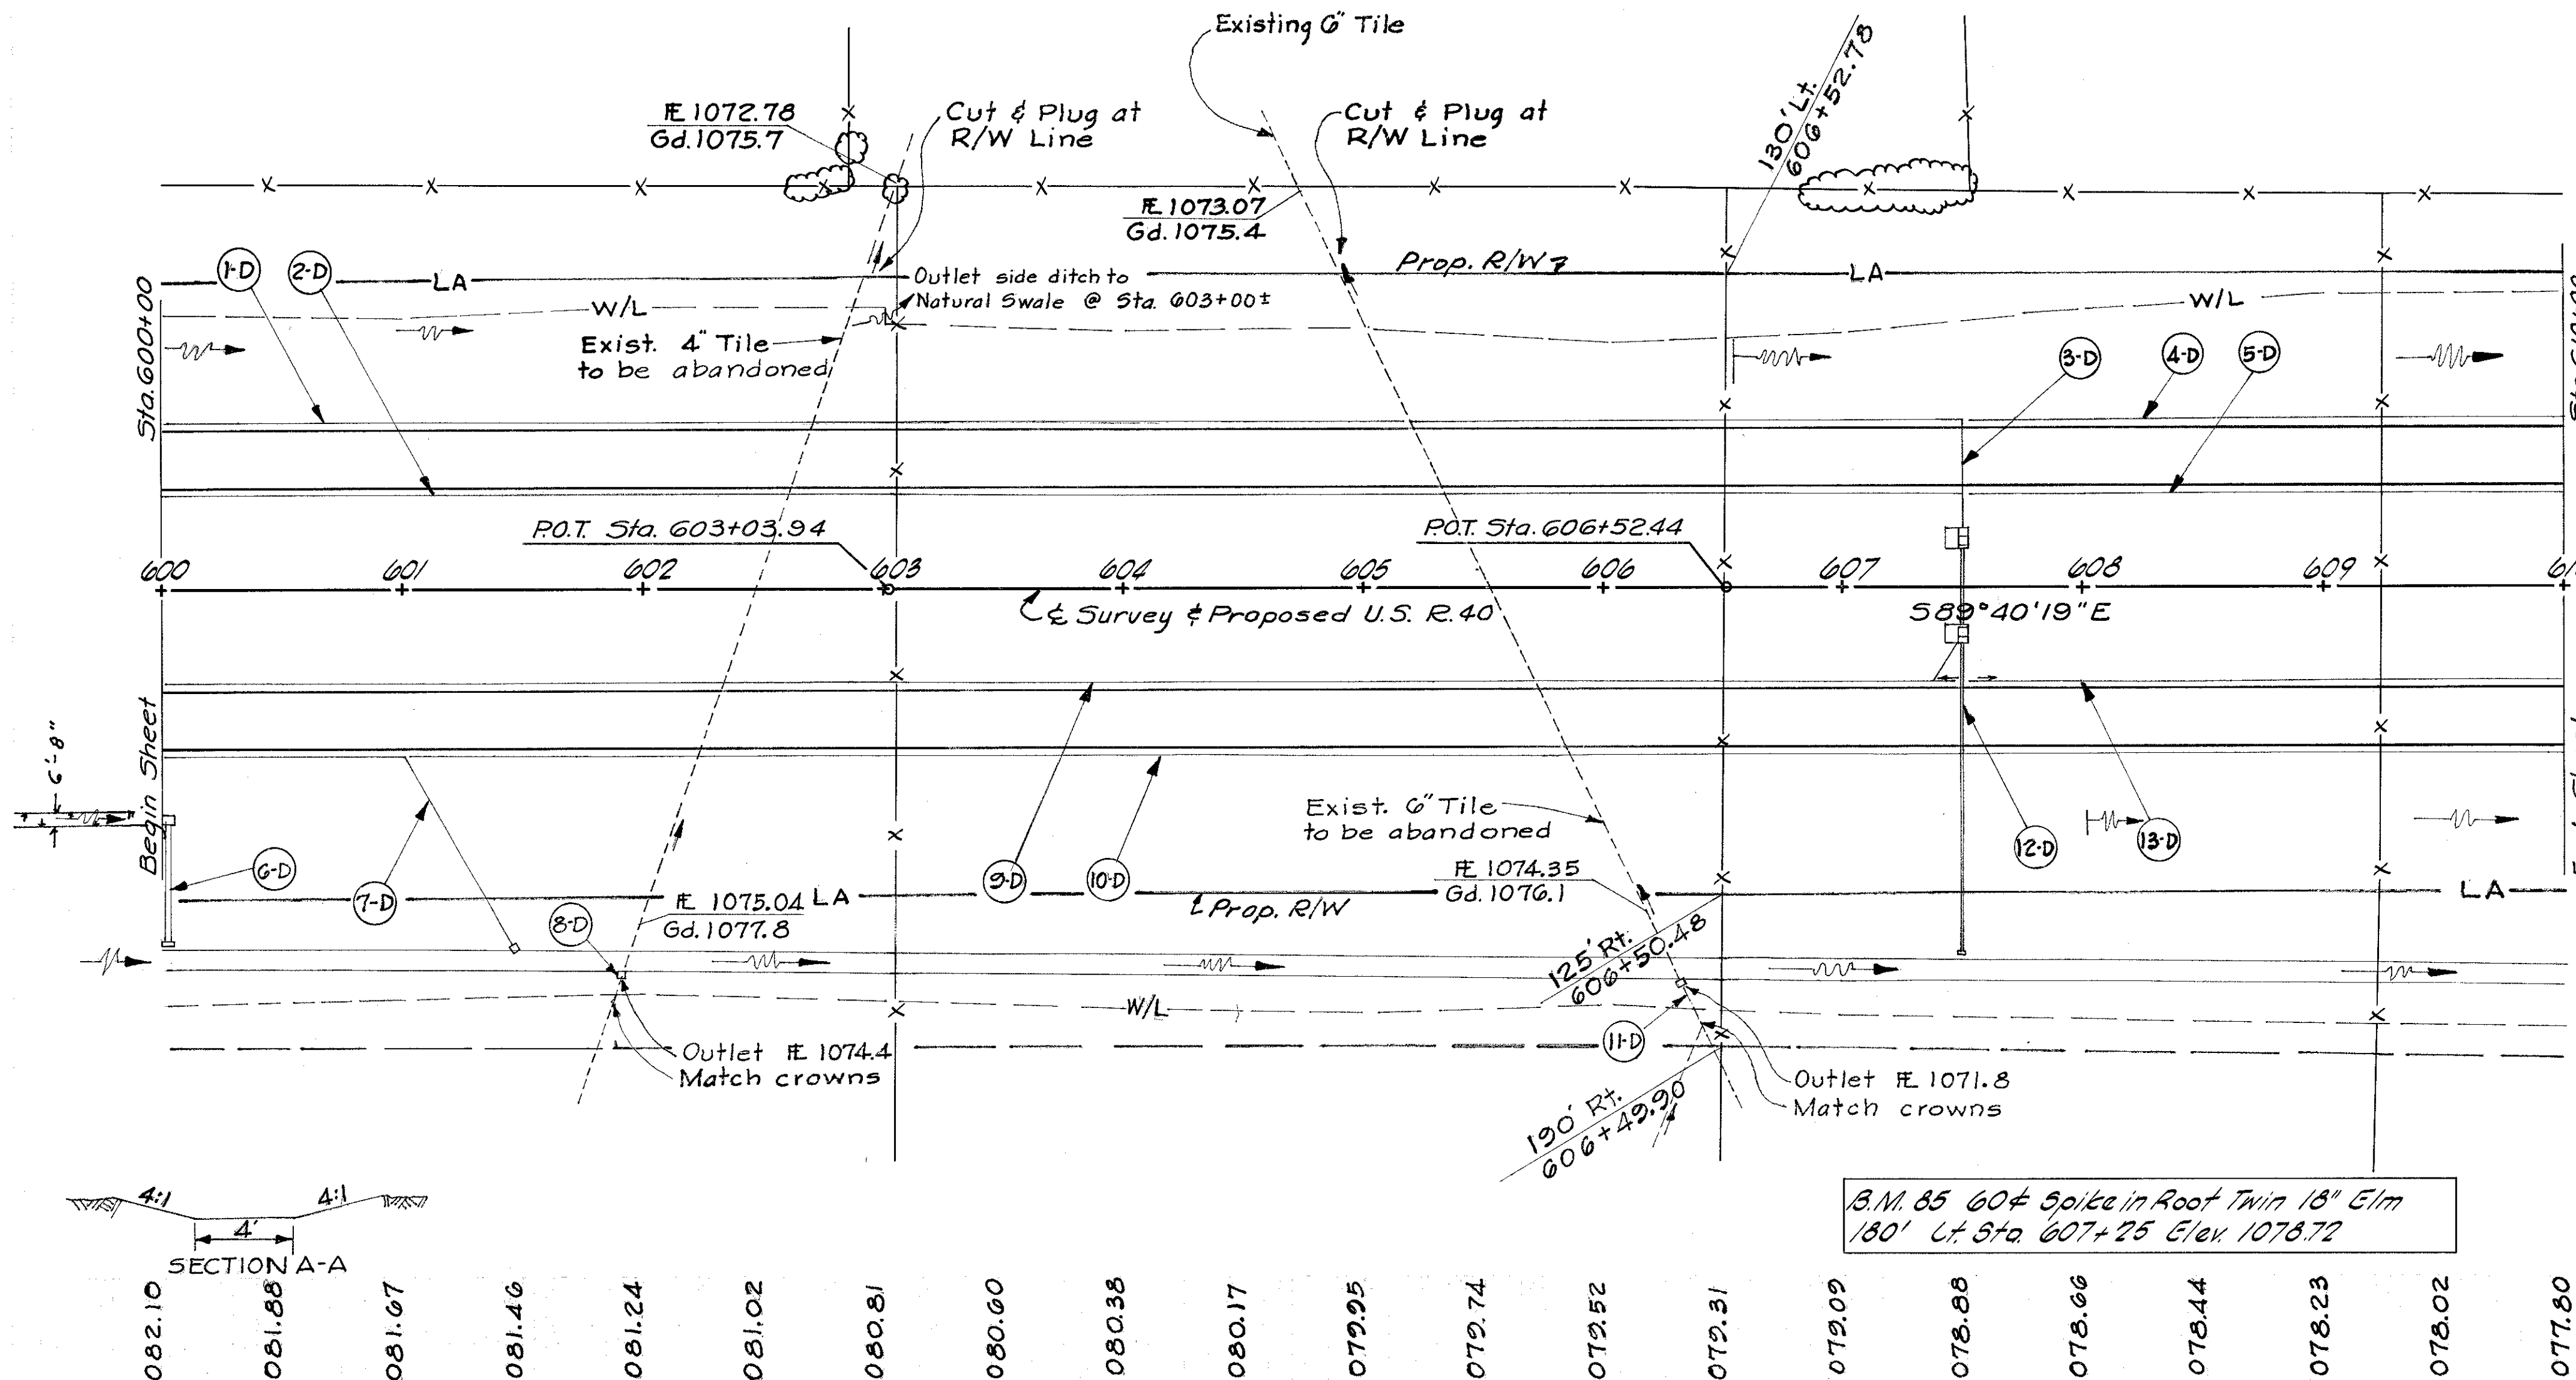 Existing 6" Tile
FL 1072.78
Gd. 1075.7
Cut & Plug at
R/W Line
Cut & Plug at
R/W Line
130' Lt.
606+52.78
FL 1073.07
Gd. 1075.4
Sta. 600+00
1-D
2-D
LA
Outlet side ditch to
Natural Swale @ Sta. 603+00±
Prop. R/W
LA
W/L
W/L
Exist. 4" Tile
to be abandoned
3-D
4-D
5-D
P.O.T. Sta. 603+03.94
P.O.T. Sta. 606+52.44
600
601
602
603
604
605
606
607
608
609
℄ Survey & Proposed U.S. R. 40
S89°40'19"E
Begin Sheet
6'-8"
6-D
7-D
8-D
9-D
10-D
Exist. 6" Tile
to be abandoned
12-D
13-D
FL 1075.04
Gd. 1077.8
LA
Prop. R/W
FL 1074.35
Gd. 1076.1
LA
125' Rt.
606+50.48
W/L
11-D
Outlet FL 1074.4
Match crowns
Outlet FL 1071.8
Match crowns
190' Rt.
606+49.90
4:1
4:1
4'
SECTION A-A
B.M. 85 60¢ Spike in Root Twin 18" Elm
180' Lt. Sta. 607+25 Elev. 1078.72
082.10
081.88
081.67
081.46
081.24
081.02
080.81
080.60
080.38
080.17
079.95
079.74
079.52
079.31
079.09
078.88
078.66
078.44
078.23
078.02
077.80